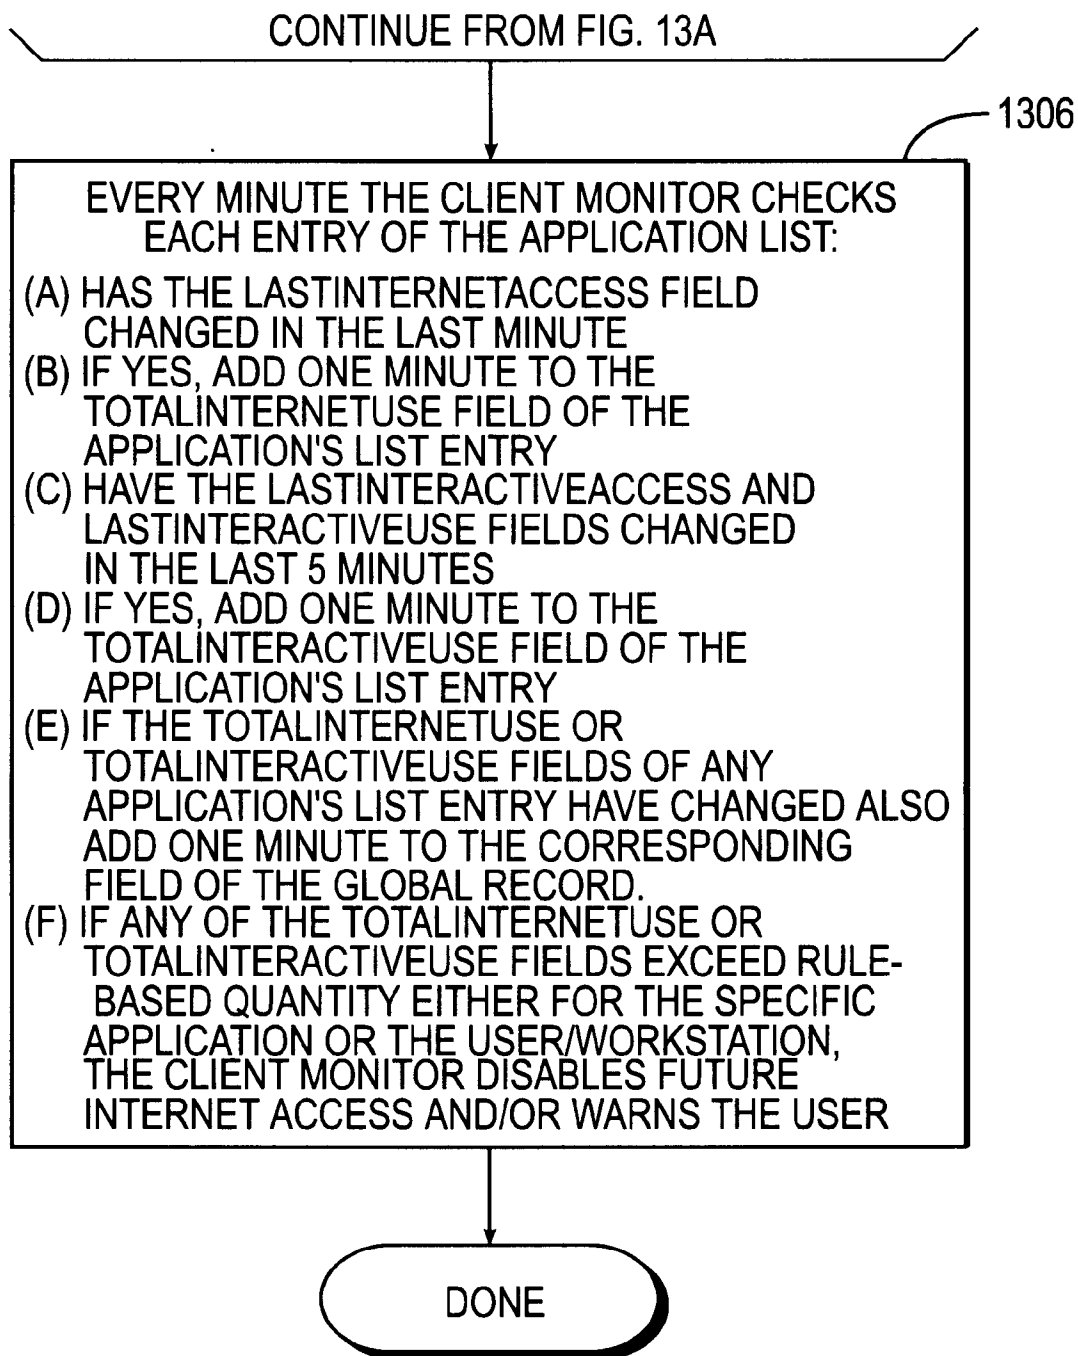 CONTINUE FROM FIG. 13A
1306
EVERY MINUTE THE CLIENT MONITOR CHECKS
EACH ENTRY OF THE APPLICATION LIST:
(A) HAS THE LASTINTERNETACCESS FIELD
CHANGED IN THE LAST MINUTE
(B) IF YES, ADD ONE MINUTE TO THE
TOTALINTERNETUSE FIELD OF THE
APPLICATION'S LIST ENTRY
(C) HAVE THE LASTINTERACTIVEACCESS AND
LASTINTERACTIVEUSE FIELDS CHANGED
IN THE LAST 5 MINUTES
(D) IF YES, ADD ONE MINUTE TO THE
TOTALINTERACTIVEUSE FIELD OF THE
APPLICATION'S LIST ENTRY
(E) IF THE TOTALINTERNETUSE OR
TOTALINTERACTIVEUSE FIELDS OF ANY
APPLICATION'S LIST ENTRY HAVE CHANGED ALSO
ADD ONE MINUTE TO THE CORRESPONDING
FIELD OF THE GLOBAL RECORD.
(F) IF ANY OF THE TOTALINTERNETUSE OR
TOTALINTERACTIVEUSE FIELDS EXCEED RULE-
BASED QUANTITY EITHER FOR THE SPECIFIC
APPLICATION OR THE USER/WORKSTATION,
THE CLIENT MONITOR DISABLES FUTURE
INTERNET ACCESS AND/OR WARNS THE USER
DONE